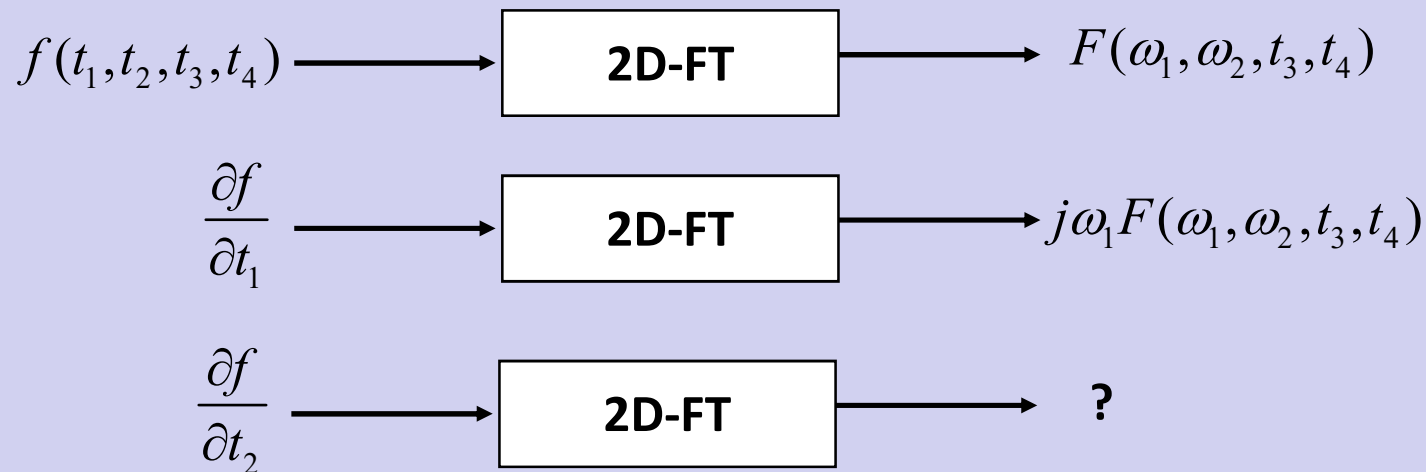 f(t₁,t₂,t₃,t₄) 2D-FT F(ω₁,ω₂,t₃,t₄)
∂f/∂t₁ 2D-FT jω₁F(ω₁,ω₂,t₃,t₄)
∂f/∂t₂ 2D-FT ?